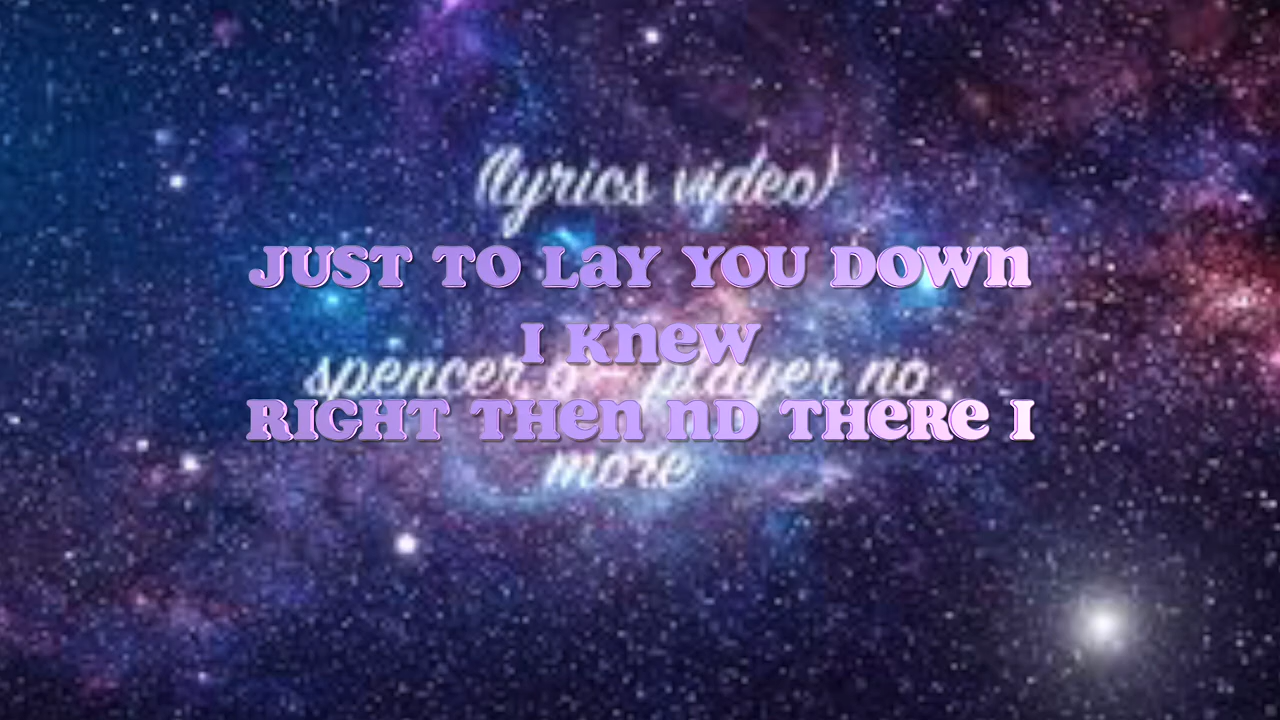 (lyrics video)
JUST TO LaY YOU DOWn
I Knew
spencer - player no
RIGHT THen nD THeRe I
more